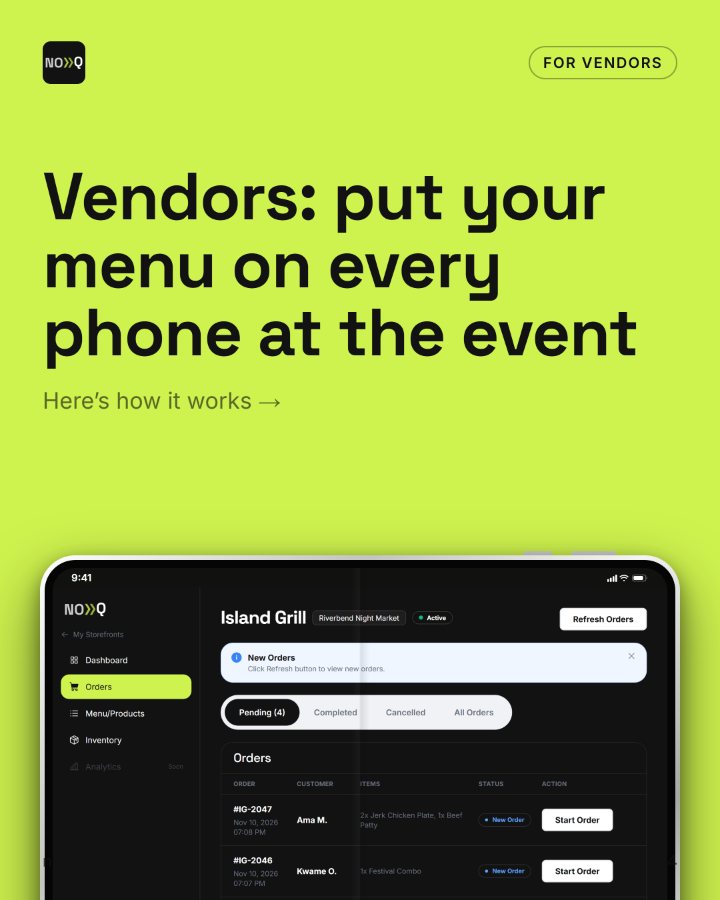 NO»Q
FOR VENDORS
Vendors: put your
menu on every
phone at the event
Here’s how it works →
9:41
NO»Q
← My Storefronts
Dashboard
Orders
Menu/Products
Inventory
Analytics Soon
Island Grill Riverbend Night Market Active
Refresh Orders
New Orders
Click Refresh button to view new orders.
Pending (4) Completed Cancelled All Orders
Orders
ORDER CUSTOMER ITEMS STATUS ACTION
#IG-2047
Nov 10, 2026
07:08 PM
Ama M.
2x Jerk Chicken Plate, 1x Beef
Patty
New Order
Start Order
#IG-2046
Nov 10, 2026
07:07 PM
Kwame O.
1x Festival Combo
New Order
Start Order